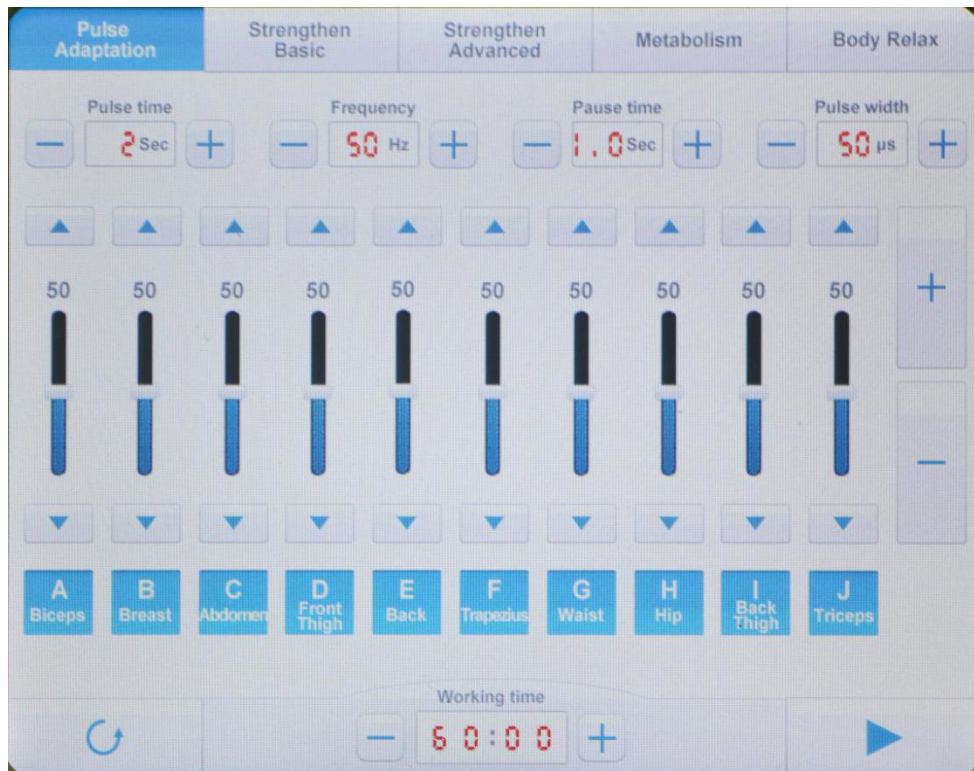 Pulse
Adaptation
Strengthen
Basic
Strengthen
Advanced
Metabolism
Body Relax
Pulse time
Frequency
Pause time
Pulse width
2 Sec
50 Hz
1.0 Sec
50 µs
50 50 50 50 50 50 50 50 50 50
A
Biceps
B
Breast
C
Abdomen
D
Front
Thigh
E
Back
F
Trapezius
G
Waist
H
Hip
I
Back
Thigh
J
Triceps
Working time
60:00